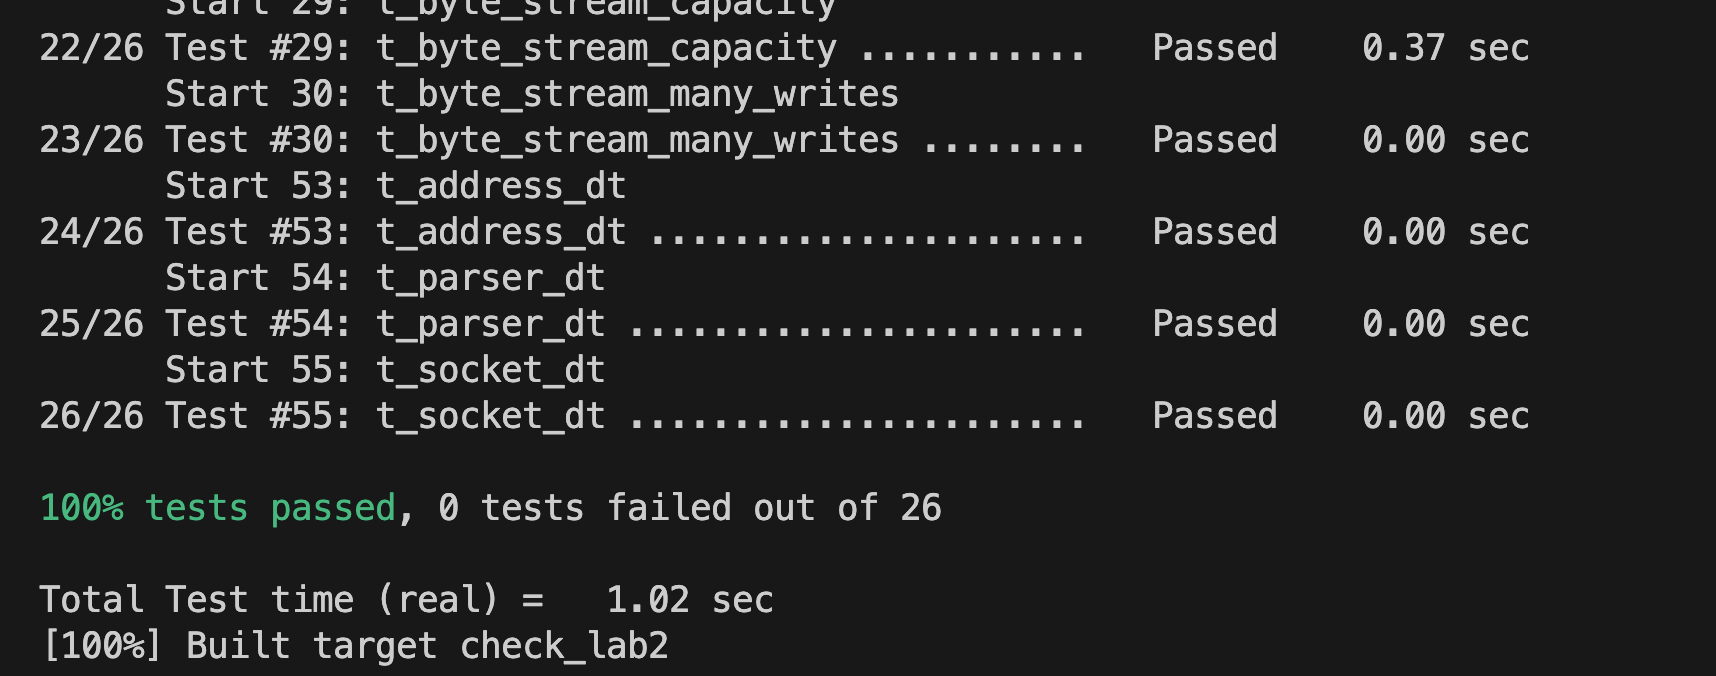 Start 29: t_byte_stream_capacity
22/26 Test #29: t_byte_stream_capacity ...........   Passed    0.37 sec
      Start 30: t_byte_stream_many_writes
23/26 Test #30: t_byte_stream_many_writes ........   Passed    0.00 sec
      Start 53: t_address_dt
24/26 Test #53: t_address_dt .....................   Passed    0.00 sec
      Start 54: t_parser_dt
25/26 Test #54: t_parser_dt ......................   Passed    0.00 sec
      Start 55: t_socket_dt
26/26 Test #55: t_socket_dt ......................   Passed    0.00 sec
100% tests passed, 0 tests failed out of 26
Total Test time (real) =   1.02 sec
[100%] Built target check_lab2